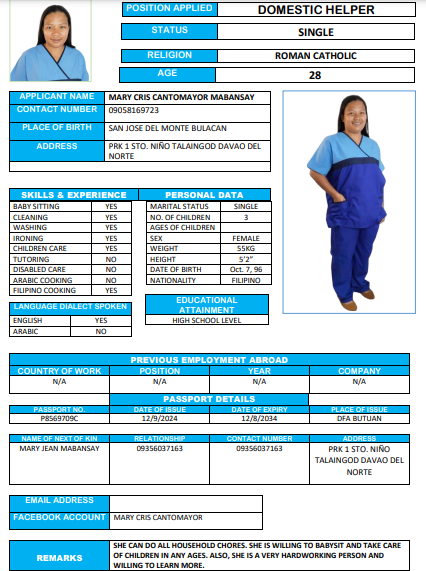 POSITION APPLIED DOMESTIC HELPER
STATUS SINGLE
RELIGION ROMAN CATHOLIC
AGE 28
APPLICANT NAME MARY CRIS CANTOMAYOR MABANSAY
CONTACT NUMBER 09058169723
PLACE OF BIRTH SAN JOSE DEL MONTE BULACAN
ADDRESS PRK 1 STO. NIÑO TALAINGOD DAVAO DEL
NORTE
SKILLS & EXPERIENCE
BABY SITTING YES
CLEANING YES
WASHING YES
IRONING YES
CHILDREN CARE YES
TUTORING NO
DISABLED CARE NO
ARABIC COOKING NO
FILIPINO COOKING YES
LANGUAGE DIALECT SPOKEN
ENGLISH YES
ARABIC NO
PERSONAL DATA
MARITAL STATUS SINGLE
NO. OF CHILDREN 3
AGES OF CHILDREN
SEX FEMALE
WEIGHT 55KG
HEIGHT 5'2"
DATE OF BIRTH Oct. 7, 96
NATIONALITY FILIPINO
EDUCATIONAL
ATTAINMENT
HIGH SCHOOL LEVEL
PREVIOUS EMPLOYMENT ABROAD
COUNTRY OF WORK POSITION YEAR COMPANY
N/A N/A N/A N/A
PASSPORT DETAILS
PASSPORT NO. DATE OF ISSUE DATE OF EXPIRY PLACE OF ISSUE
P8569709C 12/9/2024 12/8/2034 DFA BUTUAN
NAME OF NEXT OF KIN RELATIONSHIP CONTACT NUMBER ADDRESS
MARY JEAN MABANSAY 09356037163 09356037163 PRK 1 STO. NIÑO
TALAINGOD DAVAO DEL
NORTE
EMAIL ADDRESS
FACEBOOK ACCOUNT MARY CRIS CANTOMAYOR
REMARKS
SHE CAN DO ALL HOUSEHOLD CHORES. SHE IS WILLING TO BABYSIT AND TAKE CARE
OF CHILDREN IN ANY AGES. ALSO, SHE IS A VERY HARDWORKING PERSON AND
WILLING TO LEARN MORE.